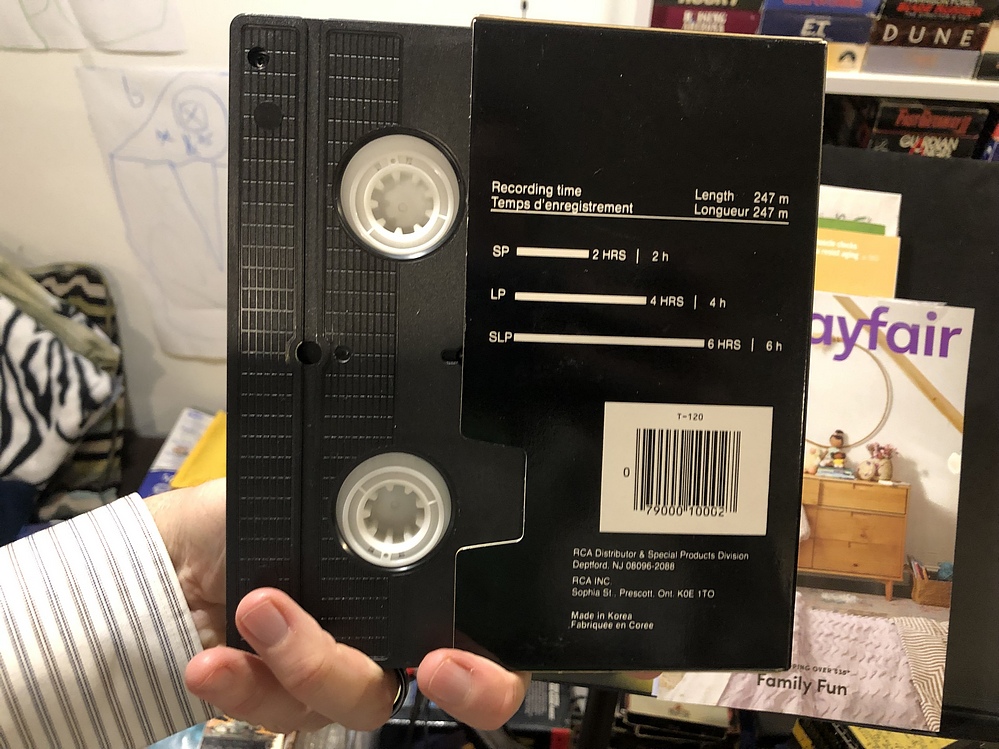 ET
DUNE
GUARDIAN
Recording time
Temps d'enregistrement
Length 247 m
Longueur 247 m
SP 2 HRS | 2 h
LP 4 HRS | 4 h
SLP 6 HRS | 6 h
T-120
0 79000 10002
RCA Distributor & Special Products Division
Deptford, NJ 08096-2088
RCA INC.
Sophia St., Prescott, Ont. K0E 1TO
Made in Korea
Fabriquée en Coree
ayfair
Family Fun